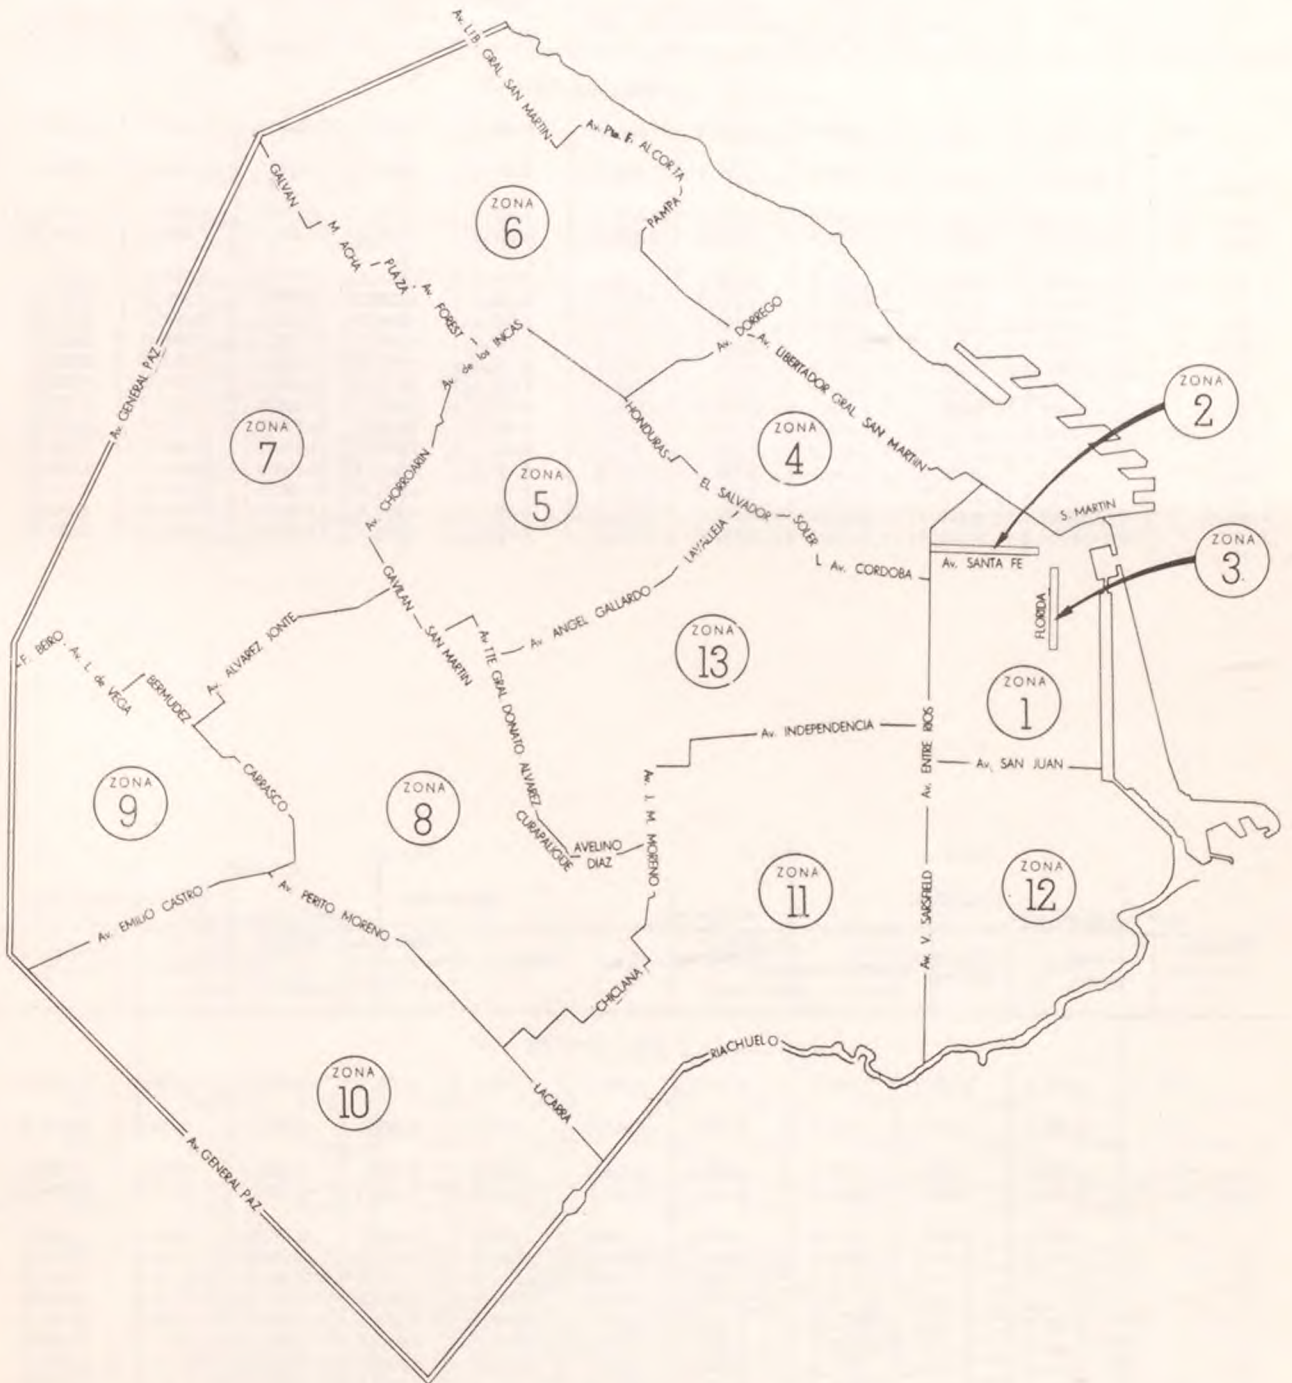 Av. LIB. GRAL. SAN MARTIN
Av. Pte. F. ALCORTA
PAMPA
GALVAN
M. ACHA
PLAZA
Av. FOREST
Av. de los INCAS
Av. DORREGO
Av. LIBERTADOR GRAL. SAN MARTIN
ZONA
6
Av. GENERAL PAZ
ZONA
2
ZONA
7
Av. CHORROARIN
ZONA
5
HONDURAS
EL SALVADOR
SOLER
ZONA
4
S. MARTIN
LAVALLEJA
L Av. CORDOBA
Av. SANTA FE
ZONA
3
FLORIDA
GAVILAN
SAN MARTIN
Av. ANGEL GALLARDO
Av. ALVAREZ JONTE
F. BEIRO
Av. L. de VEGA
BERMUDEZ
Av TTE GRAL DONATO ALVAREZ
ZONA
13
ZONA
1
Av. INDEPENDENCIA
Av. ENTRE RIOS
Av. SAN JUAN
CARRASCO
ZONA
9
ZONA
8
CURAPALIGUE
AVELINO
DIAZ
Av. J. M. MORENO
ZONA
11
ZONA
12
Av. V. SARSFIELD
Av. EMILIO CASTRO
Av. PERITO MORENO
CHICLANA
RIACHUELO
ZONA
10
LACARRA
Av. GENERAL PAZ